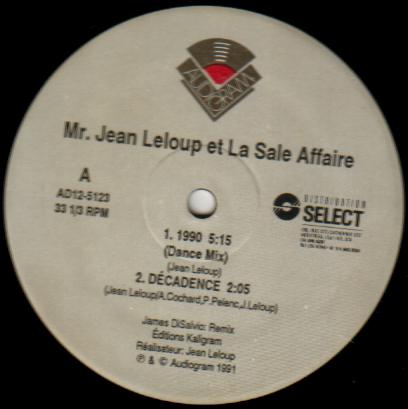 AUDIOGRAM
Mr. Jean Leloup et La Sale Affaire
A
AD12-5123
33 1/3 RPM
DISTRIBUTION
SELECT
1. 1990 5:15
(Dance Mix)
(Jean Leloup)
2. DÉCADENCE 2:05
(Jean Leloup/A.Cochard,P.Pelenc,J.Leloup)
James DiSalvio: Remix
Éditions Kaligram
Réalisateur: Jean Leloup
℗ & © Audiogram 1991